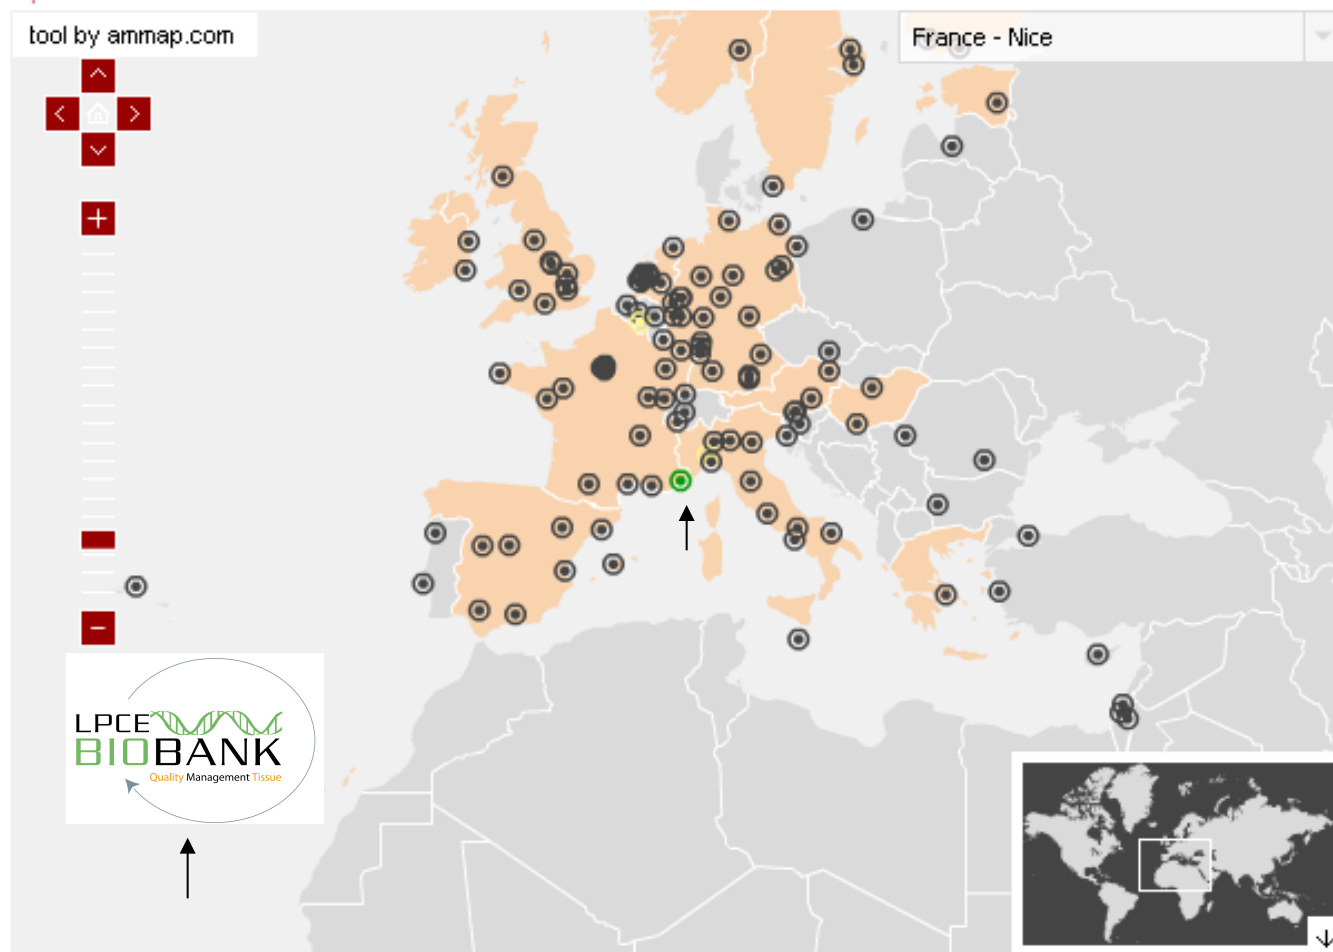 tool by ammap.com
France - Nice
LPCE
BIOBANK
Quality Management Tissue